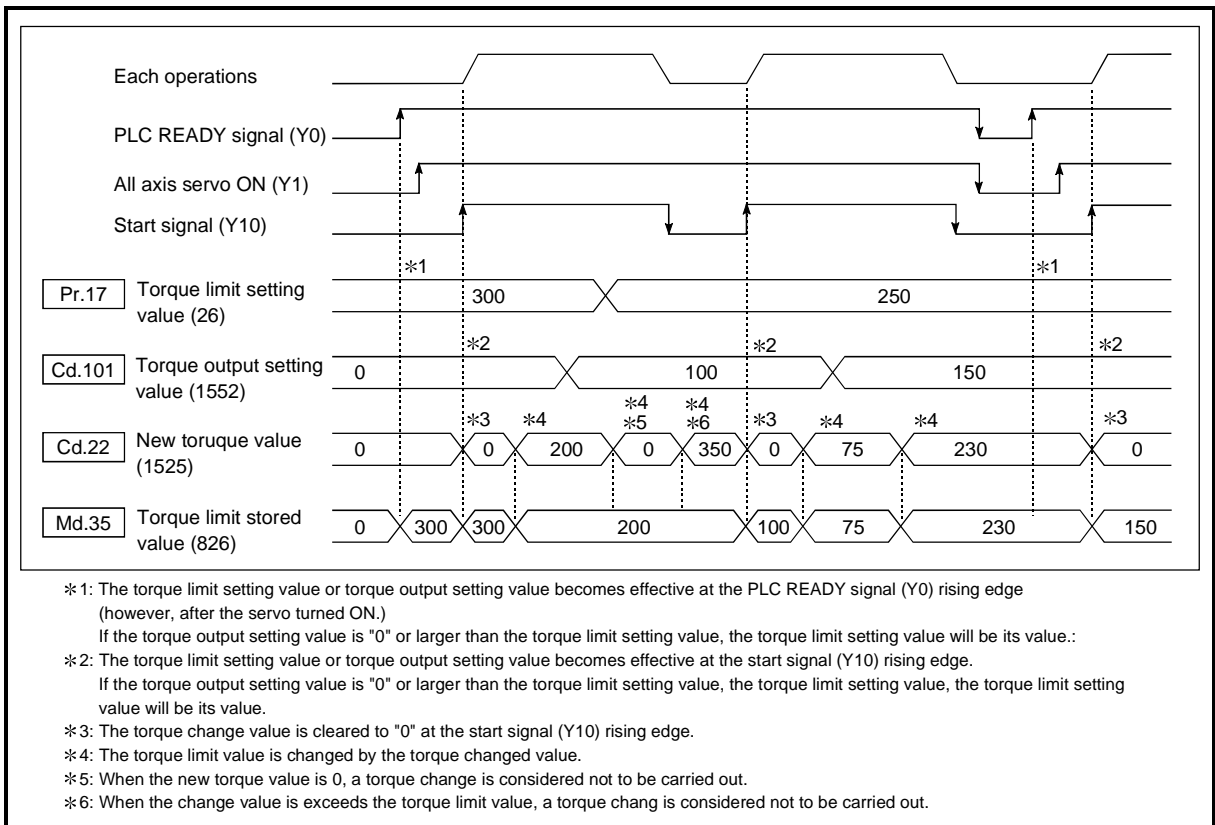 Each operations
PLC READY signal (Y0)
All axis servo ON (Y1)
Start signal (Y10)
∗1 ∗1
Pr.17 Torque limit setting
value (26)
300 250
∗2 ∗2 ∗2
Cd.101 Torque output setting
value (1552)
0 100 150
∗4 ∗4
∗3 ∗4 ∗5 ∗6 ∗3 ∗4 ∗4 ∗3
Cd.22 New toruque value
(1525)
0 0 200 0 350 0 75 230 0
Md.35 Torque limit stored
value (826)
0 300 300 200 100 75 230 150
∗1: The torque limit setting value or torque output setting value becomes effective at the PLC READY signal (Y0) rising edge
(however, after the servo turned ON.)
If the torque output setting value is "0" or larger than the torque limit setting value, the torque limit setting value will be its value.:
∗2: The torque limit setting value or torque output setting value becomes effective at the start signal (Y10) rising edge.
If the torque output setting value is "0" or larger than the torque limit setting value, the torque limit setting value, the torque limit setting
value will be its value.
∗3: The torque change value is cleared to "0" at the start signal (Y10) rising edge.
∗4: The torque limit value is changed by the torque changed value.
∗5: When the new torque value is 0, a torque change is considered not to be carried out.
∗6: When the change value is exceeds the torque limit value, a torque chang is considered not to be carried out.